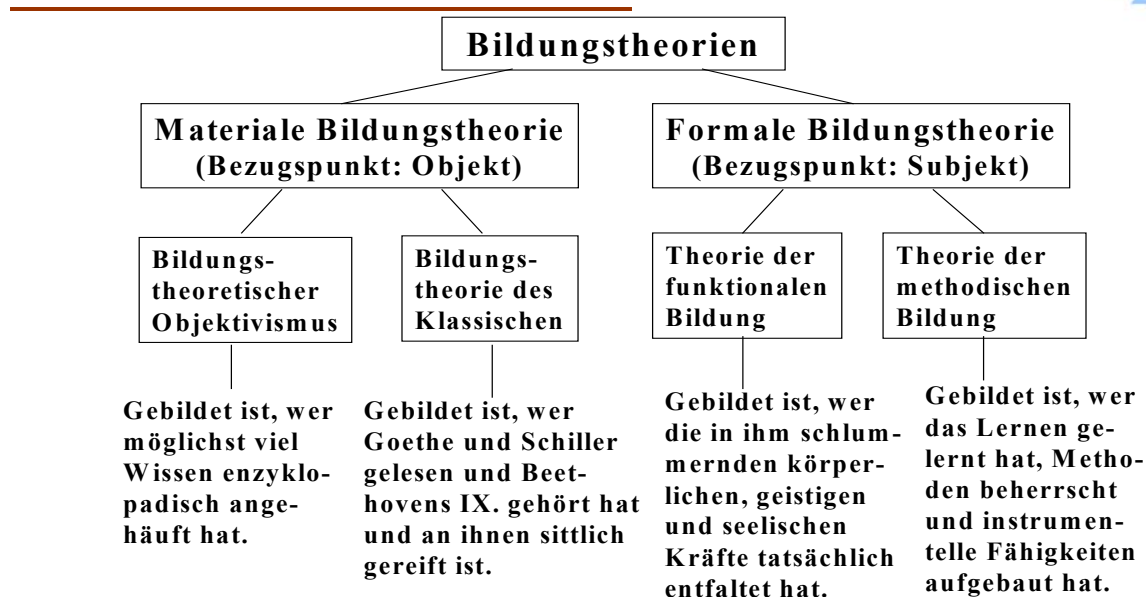 Bildungstheorien
Materiale Bildungstheorie
(Bezugspunkt: Objekt)
Formale Bildungstheorie
(Bezugspunkt: Subjekt)
Bildungs-
theoretischer
Objektivismus
Bildungs-
theorie des
Klassischen
Theorie der
funktionalen
Bildung
Theorie der
methodischen
Bildung
Gebildet ist, wer
möglichst viel
Wissen enzyklo-
padisch ange-
häuft hat.
Gebildet ist, wer
Goethe und Schiller
gelesen und Beet-
hovens IX. gehört hat
und an ihnen sittlich
gereift ist.
Gebildet ist, wer
die in ihm schlum-
mernden körper-
lichen, geistigen
und seelischen
Kräfte tatsächlich
entfaltet hat.
Gebildet ist, wer
das Lernen ge-
lernt hat, Metho-
den beherrscht
und instrumen-
telle Fähigkeiten
aufgebaut hat.